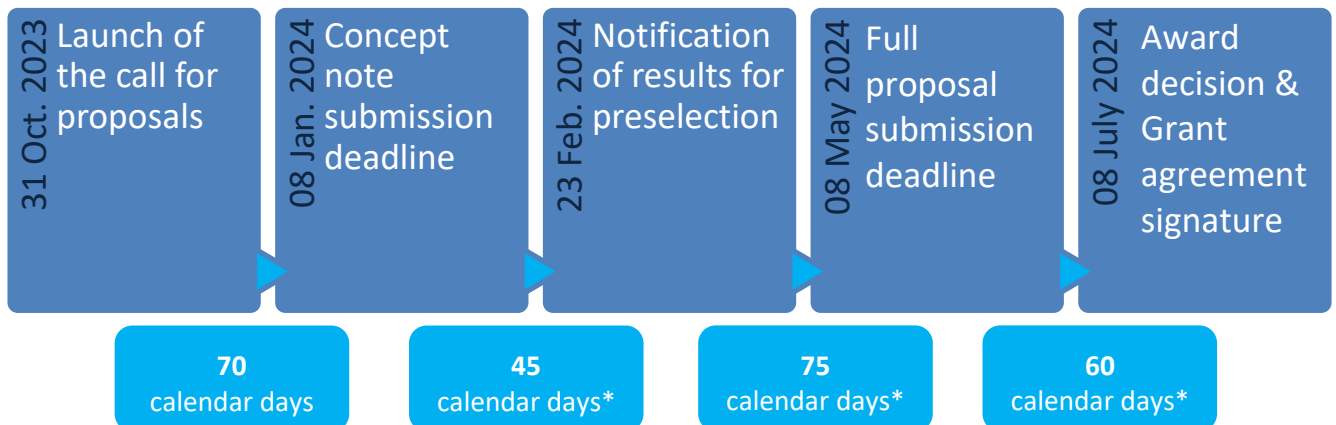 31 Oct. 2023
Launch of
the call for
proposals
08 Jan. 2024
Concept
note
submission
deadline
23 Feb. 2024
Notification
of results for
preselection
08 May 2024
Full
proposal
submission
deadline
08 July 2024
Award
decision &
Grant
agreement
signature
70
calendar days
45
calendar days*
75
calendar days*
60
calendar days*